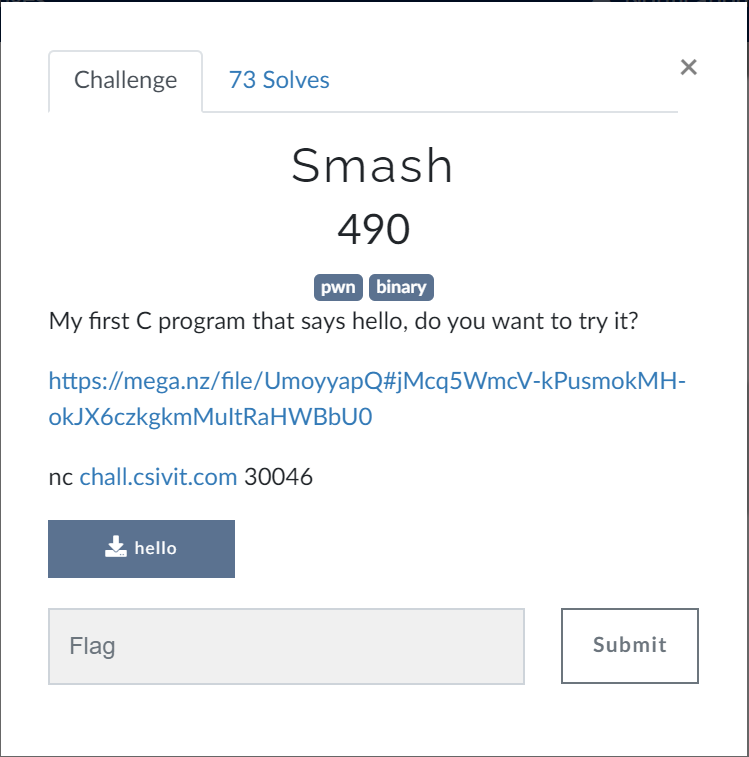 Challenge
73 Solves
×
Smash
490
pwn binary
My first C program that says hello, do you want to try it?
https://mega.nz/file/UmoyyapQ#jMcq5WmcV-kPusmokMH-
okJX6czkgkmMuItRaHWBbU0
nc chall.csivit.com 30046
hello
Flag
Submit